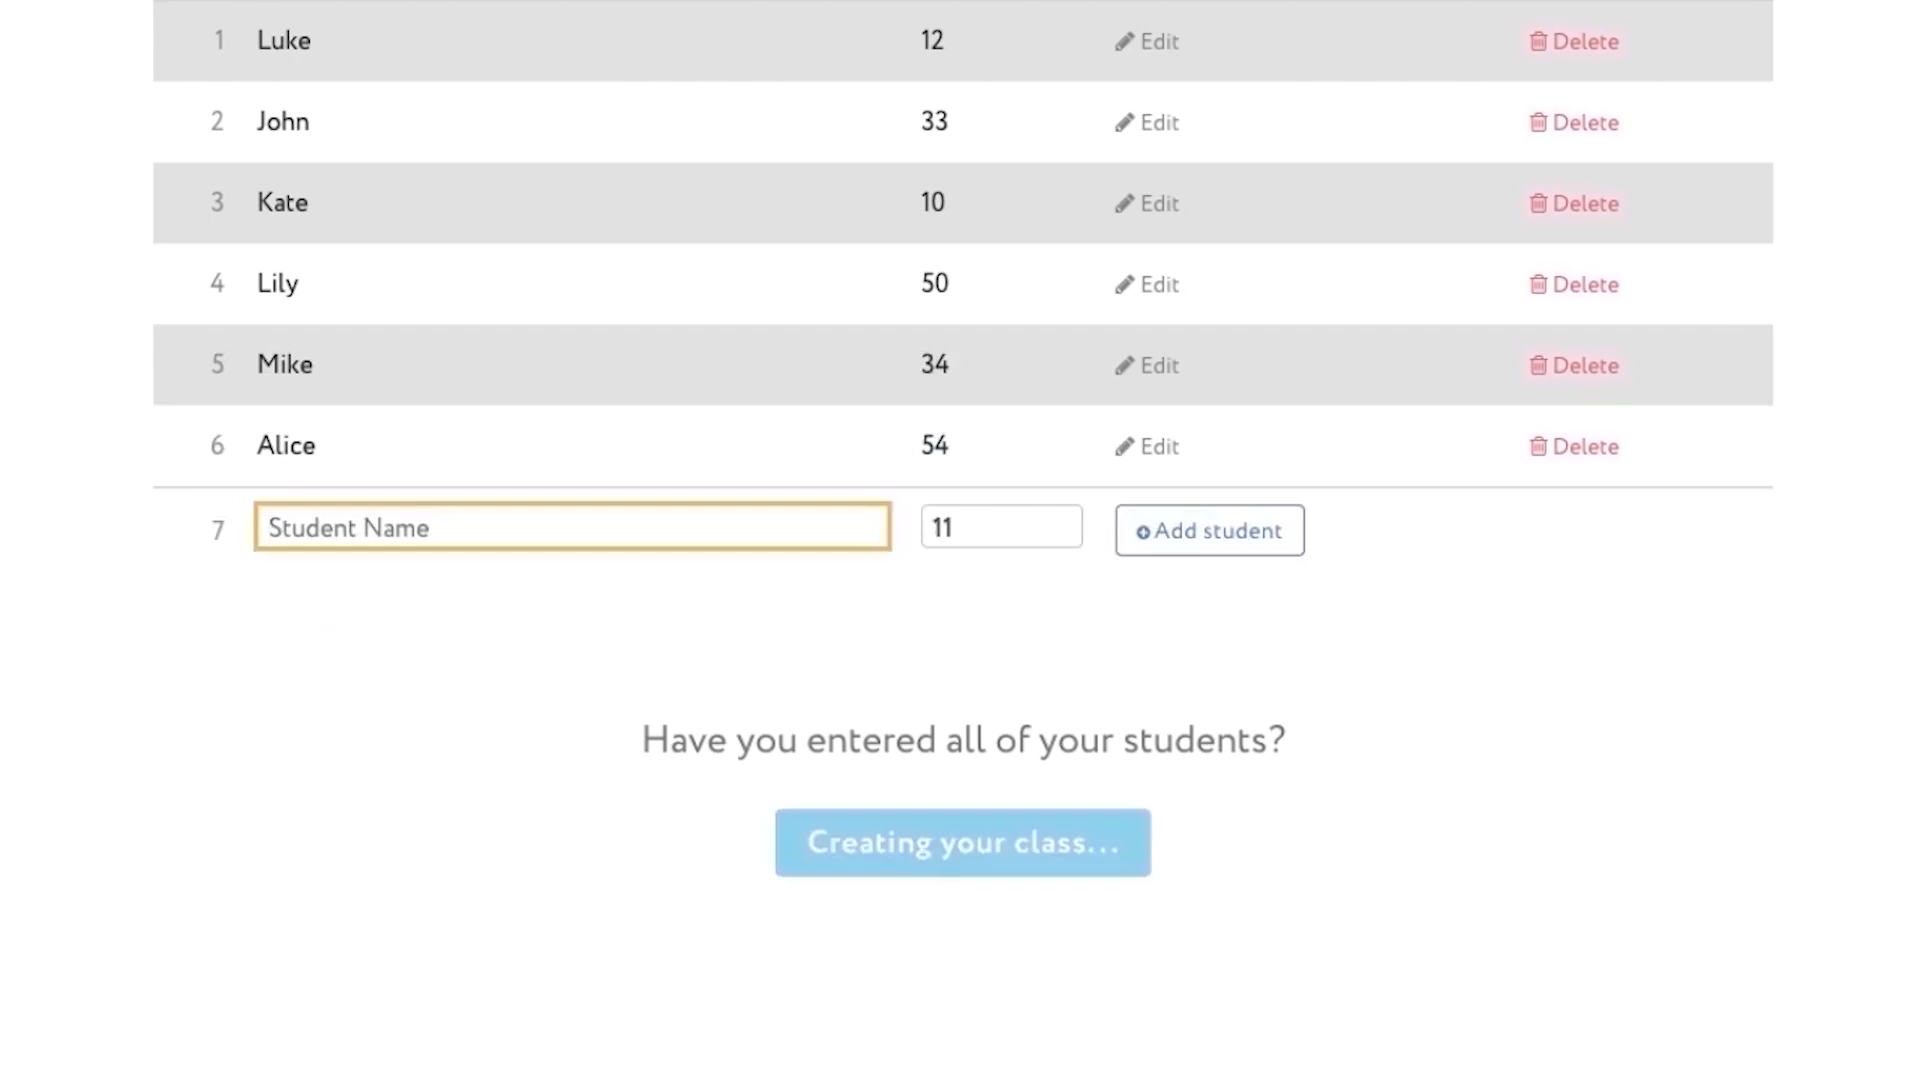 1 Luke 12 Edit Delete
2 John 33 Edit Delete
3 Kate 10 Edit Delete
4 Lily 50 Edit Delete
5 Mike 34 Edit Delete
6 Alice 54 Edit Delete
7 Student Name 11 Add student
Have you entered all of your students?
Creating your class...